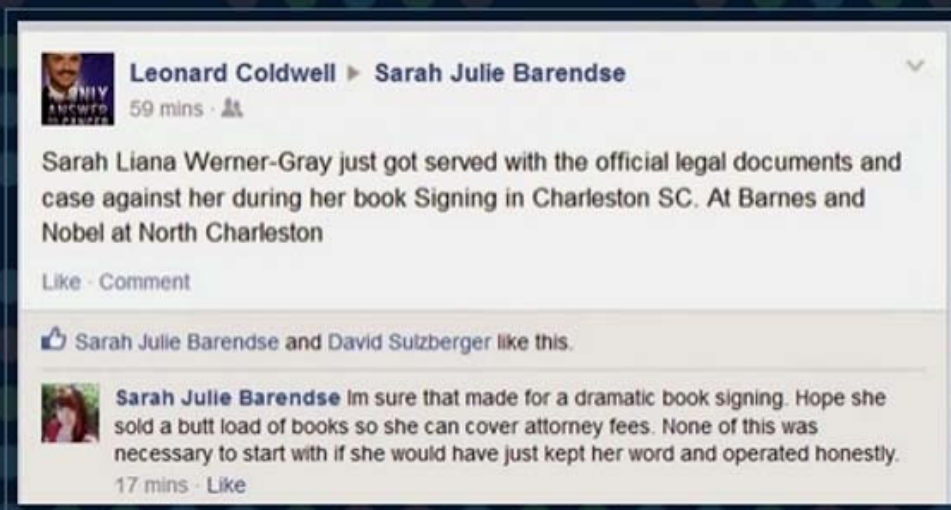 NLY
ANSWER
Leonard Coldwell ▸ Sarah Julie Barendse
59 mins ·
Sarah Liana Werner-Gray just got served with the official legal documents and
case against her during her book Signing in Charleston SC. At Barnes and
Nobel at North Charleston
Like · Comment
Sarah Julie Barendse and David Sulzberger like this.
Sarah Julie Barendse Im sure that made for a dramatic book signing. Hope she
sold a butt load of books so she can cover attorney fees. None of this was
necessary to start with if she would have just kept her word and operated honestly.
17 mins · Like